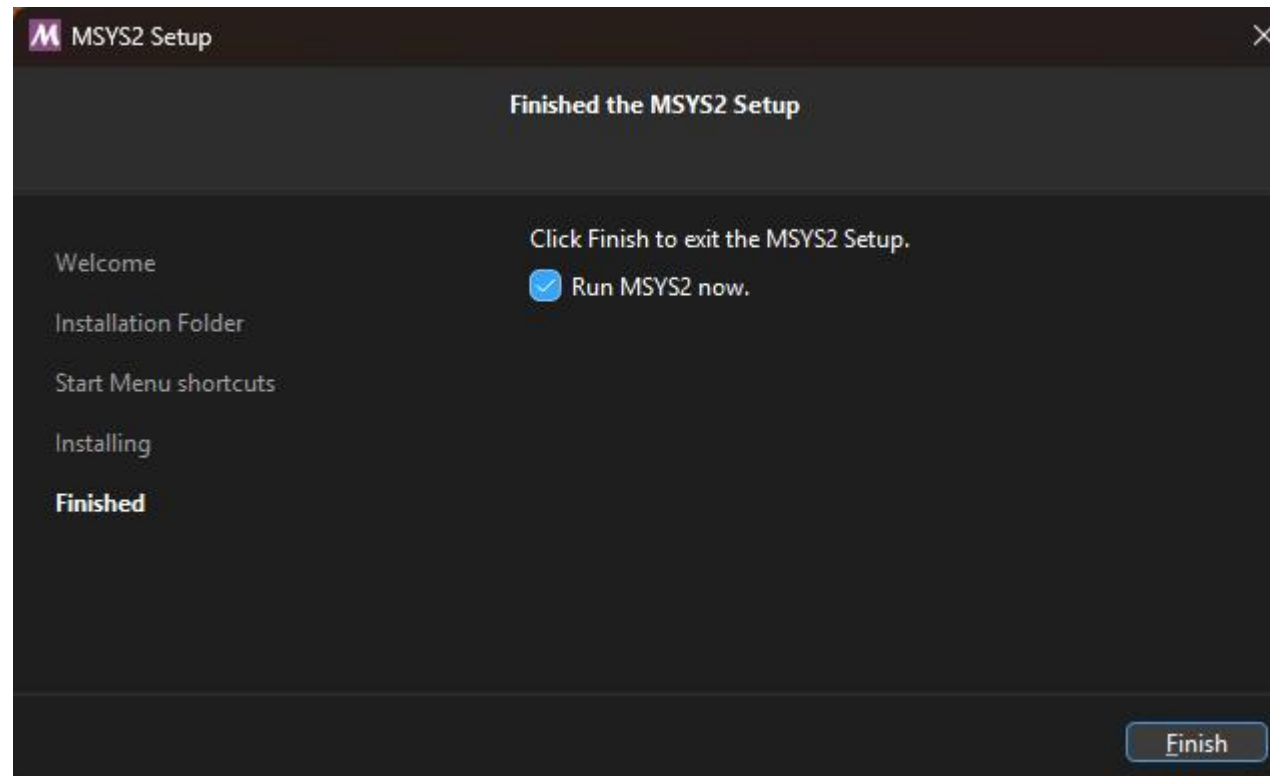 MSYS2 Setup
Finished the MSYS2 Setup
Welcome
Installation Folder
Start Menu shortcuts
Installing
Finished
Click Finish to exit the MSYS2 Setup.
Run MSYS2 now.
Finish